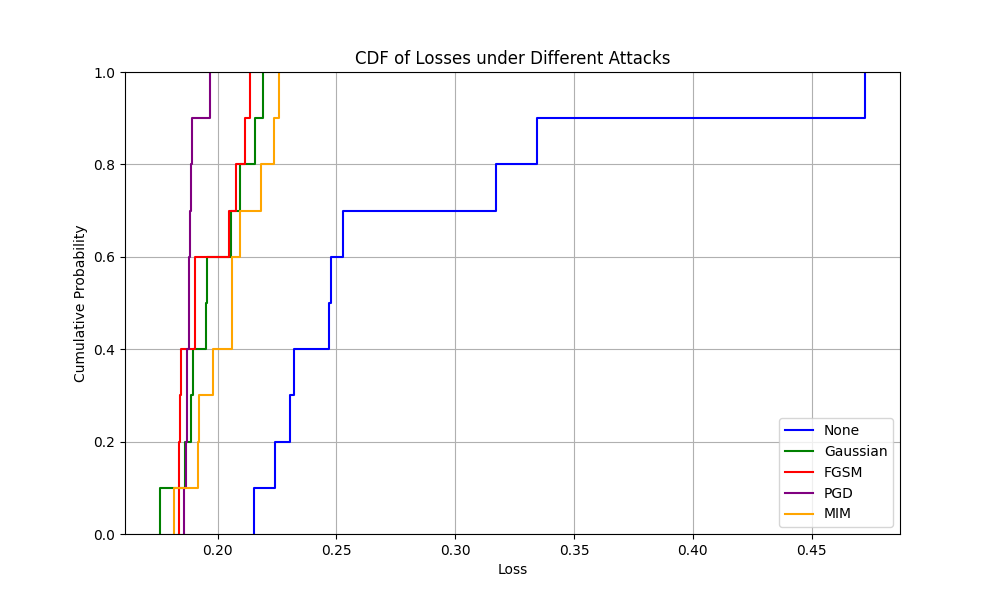 CDF of Losses under Different Attacks
1.0
0.8
0.6
0.4
0.2
0.0
Cumulative Probability
0.20 0.25 0.30 0.35 0.40 0.45
Loss
None
Gaussian
FGSM
PGD
MIM